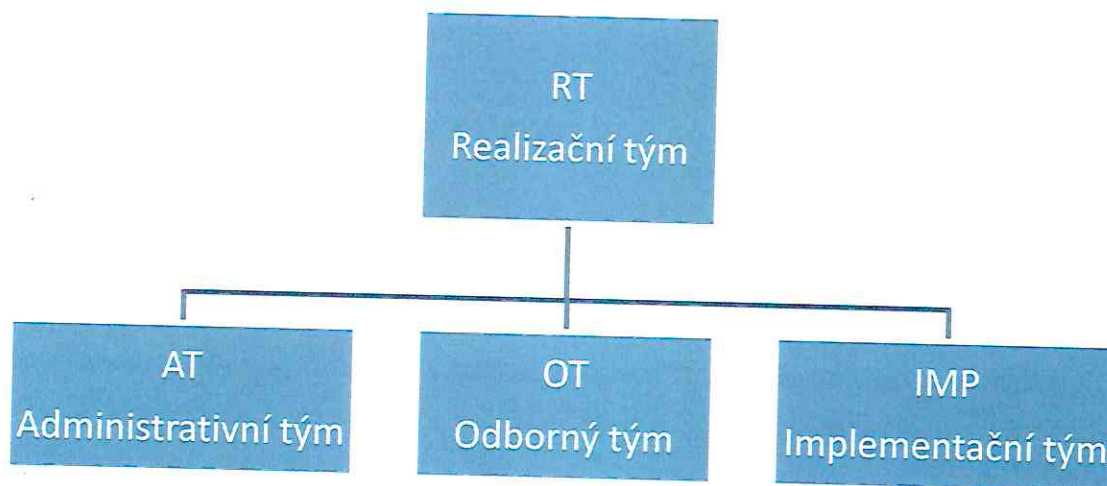 RT
Realizační tým
AT
Administrativní tým
OT
Odborný tým
IMP
Implementační tým